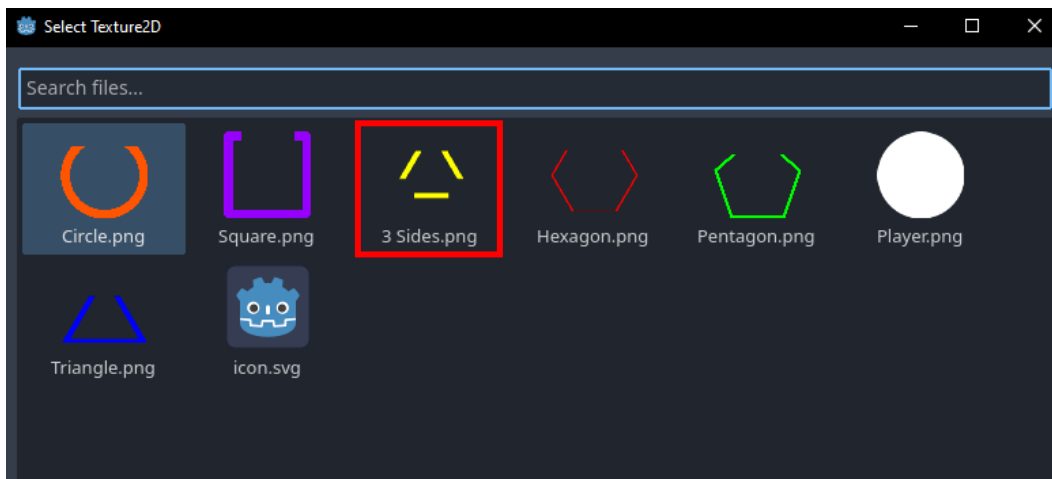 Select Texture2D
Search files...
Circle.png
Square.png
3 Sides.png
Hexagon.png
Pentagon.png
Player.png
Triangle.png
icon.svg